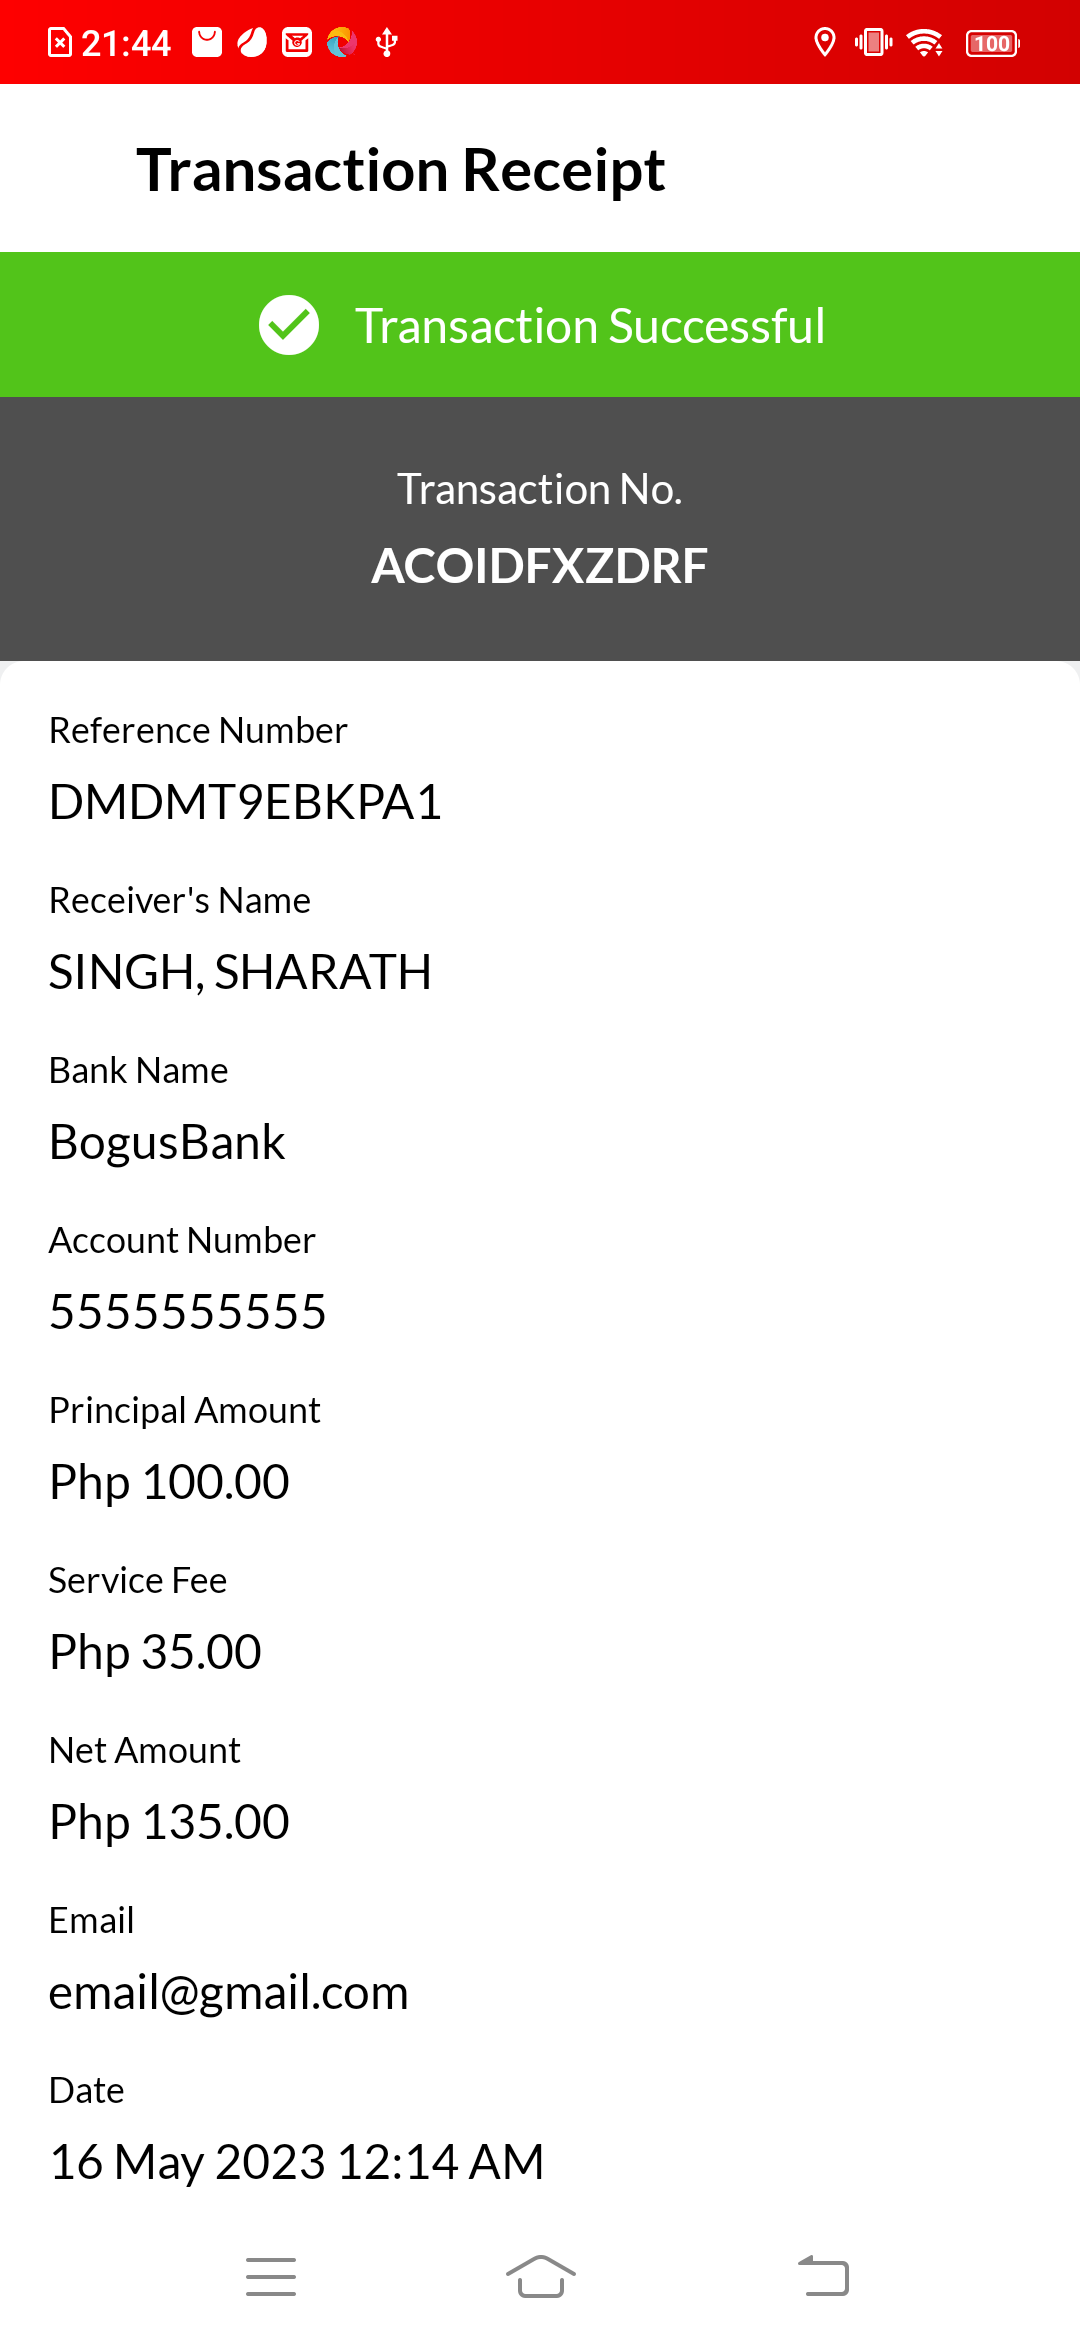 21:44
100
Transaction Receipt
Transaction Successful
Transaction No.
ACOIDFXZDRF
Reference Number
DMDMT9EBKPA1
Receiver's Name
SINGH, SHARATH
Bank Name
BogusBank
Account Number
5555555555
Principal Amount
Php 100.00
Service Fee
Php 35.00
Net Amount
Php 135.00
Email
email@gmail.com
Date
16 May 2023 12:14 AM